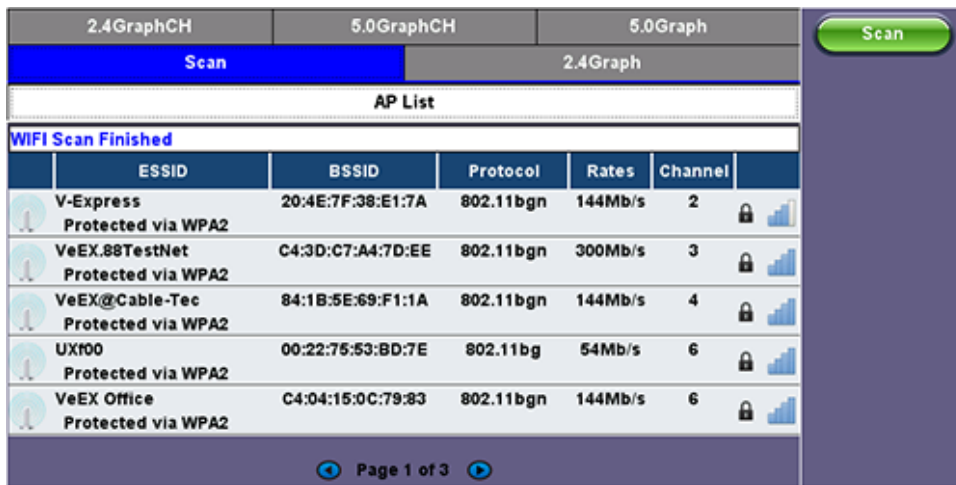 2.4GraphCH 5.0GraphCH 5.0Graph Scan
Scan 2.4Graph
AP List
WIFI Scan Finished
ESSID BSSID Protocol Rates Channel
V-Express 20:4E:7F:38:E1:7A 802.11bgn 144Mb/s 2
Protected via WPA2
VeEX.88TestNet C4:3D:C7:A4:7D:EE 802.11bgn 300Mb/s 3
Protected via WPA2
VeEX@Cable-Tec 84:1B:5E:69:F1:1A 802.11bgn 144Mb/s 4
Protected via WPA2
UXf00 00:22:75:53:BD:7E 802.11bg 54Mb/s 6
Protected via WPA2
VeEX Office C4:04:15:0C:79:83 802.11bgn 144Mb/s 6
Protected via WPA2
Page 1 of 3